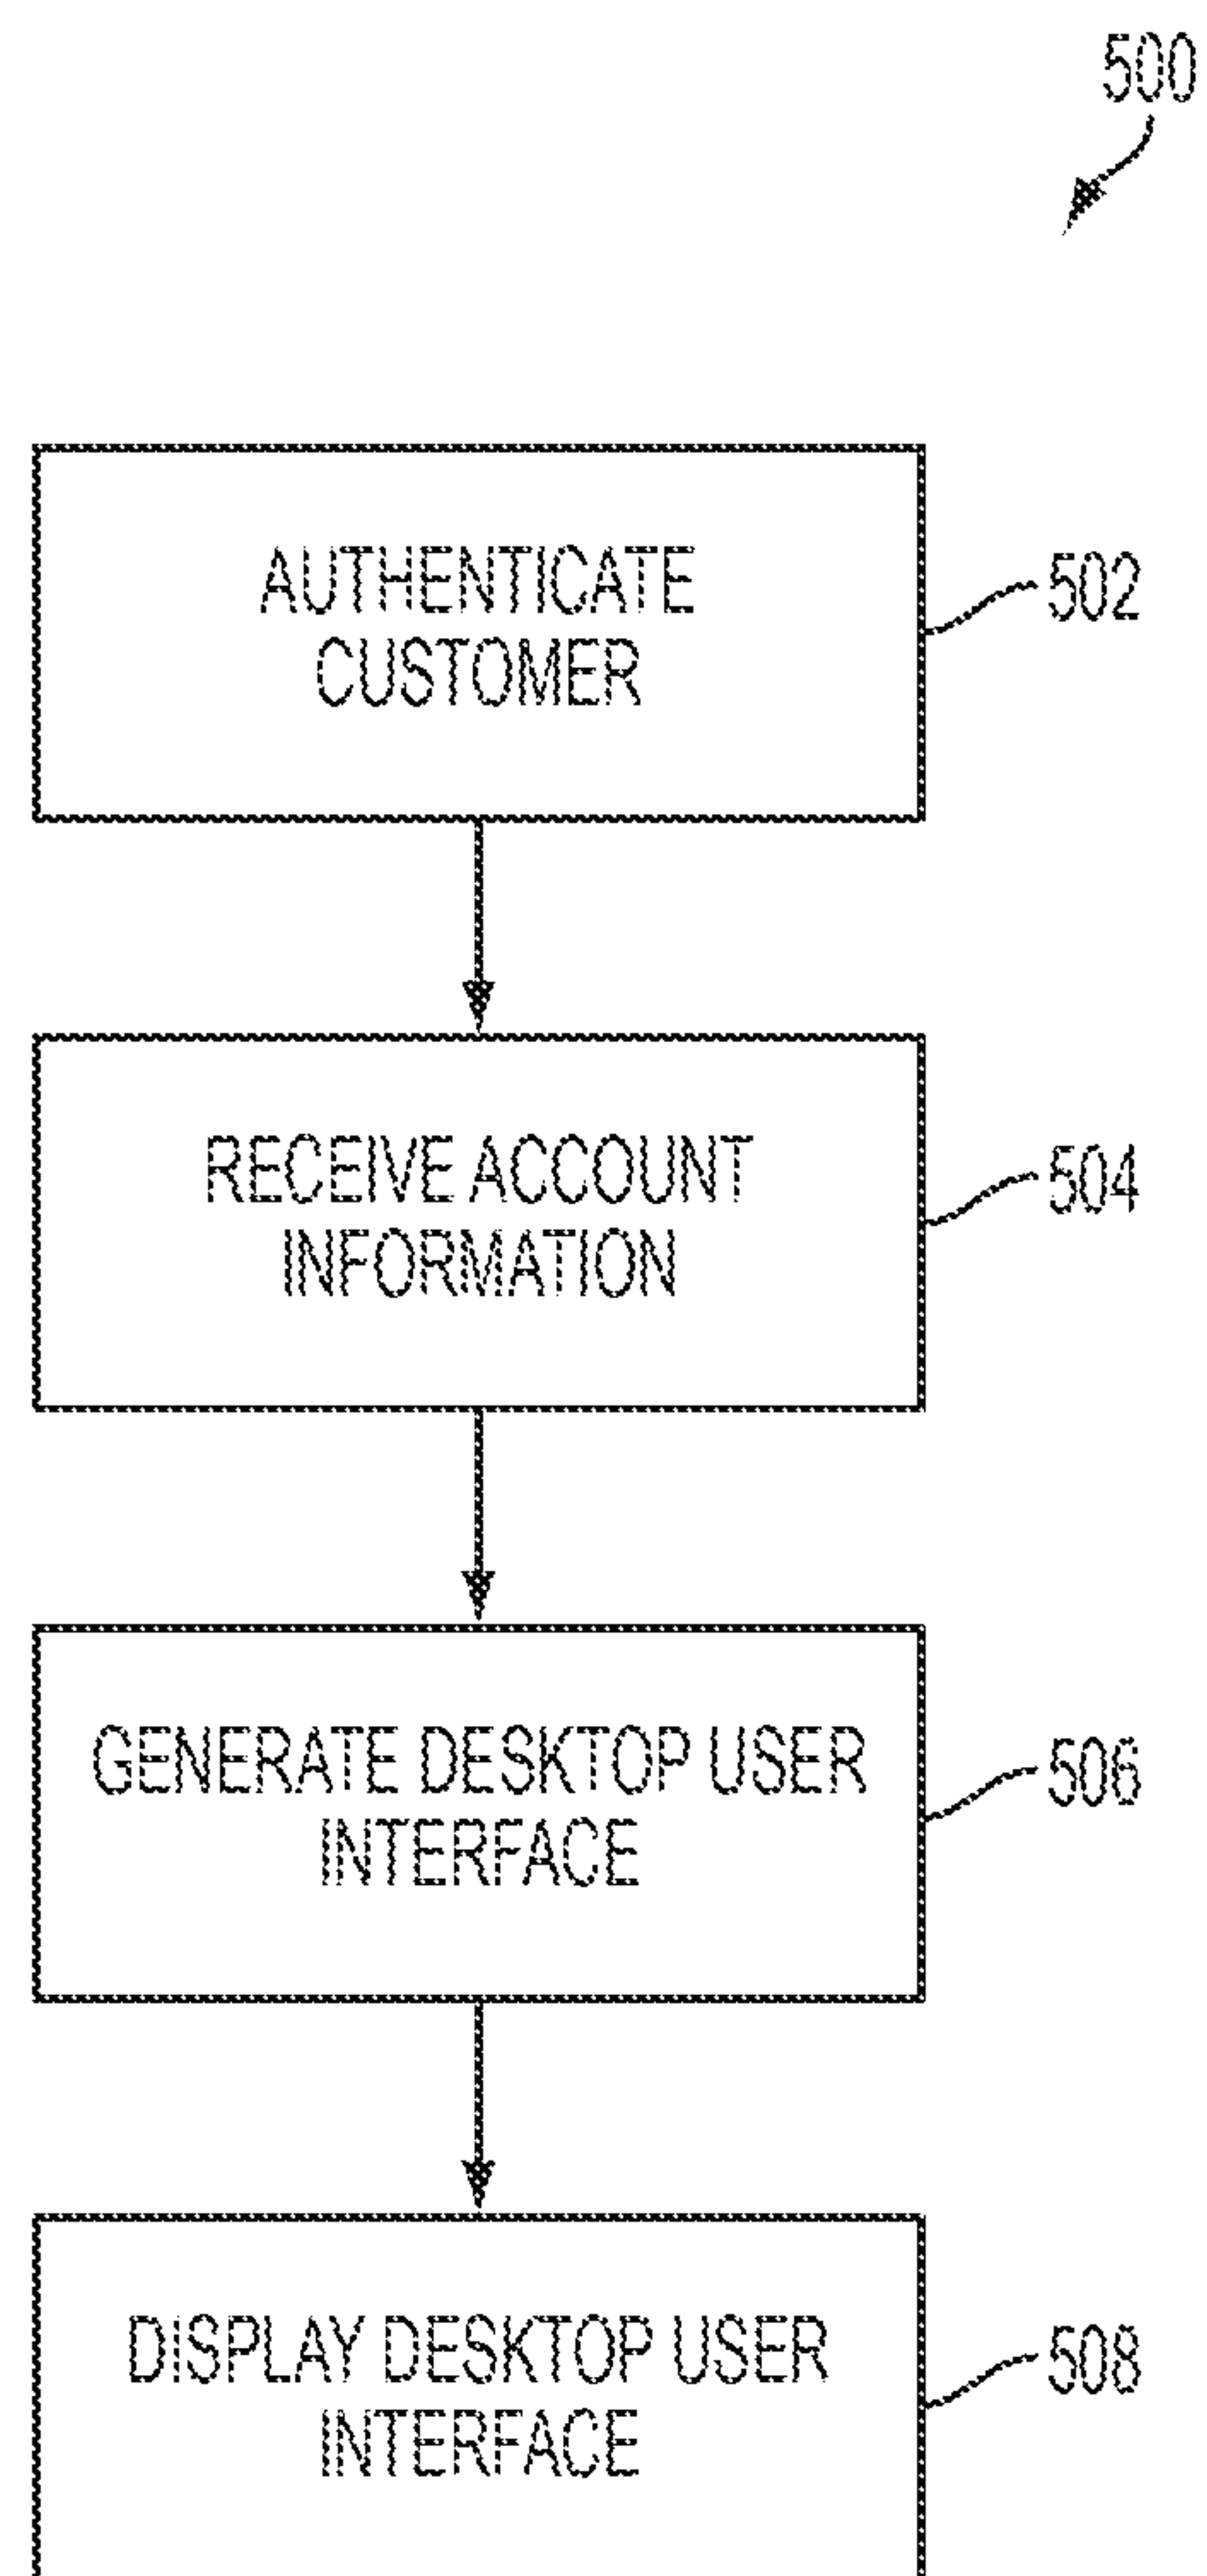 500
AUTHENTICATE
CUSTOMER
502
RECEIVE ACCOUNT
INFORMATION
504
GENERATE DESKTOP USER
INTERFACE
506
DISPLAY DESKTOP USER
INTERFACE
508